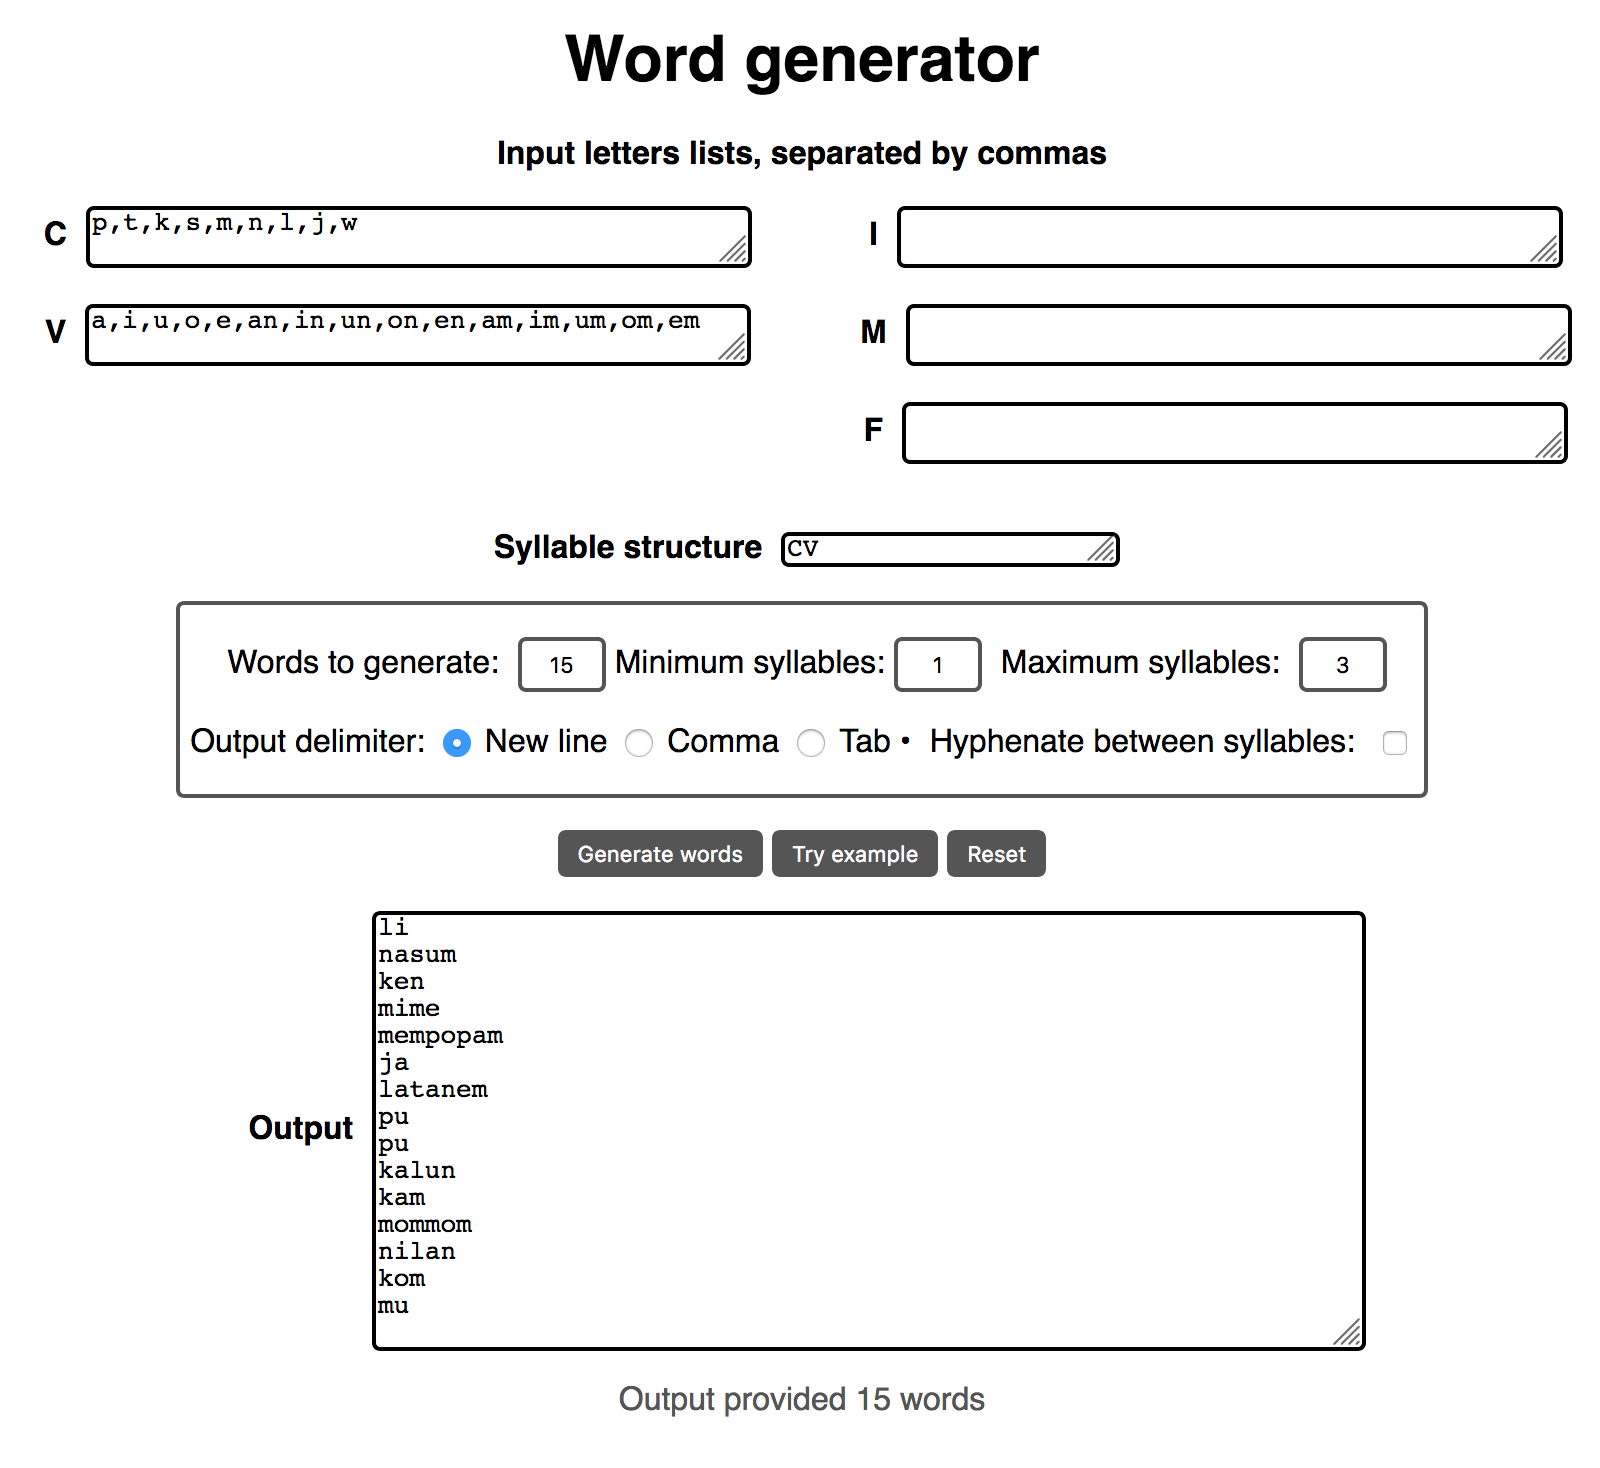 Word generator
Input letters lists, separated by commas
C p,t,k,s,m,n,l,j,w
I
V a,i,u,o,e,an,in,un,on,en,am,im,um,om,em
M
F
Syllable structure CV
Words to generate: 15 Minimum syllables: 1 Maximum syllables: 3
Output delimiter: New line Comma Tab • Hyphenate between syllables:
Generate words Try example Reset
Output
li
nasum
ken
mime
mempopam
ja
latanem
pu
pu
kalun
kam
mommom
nilan
kom
mu
Output provided 15 words